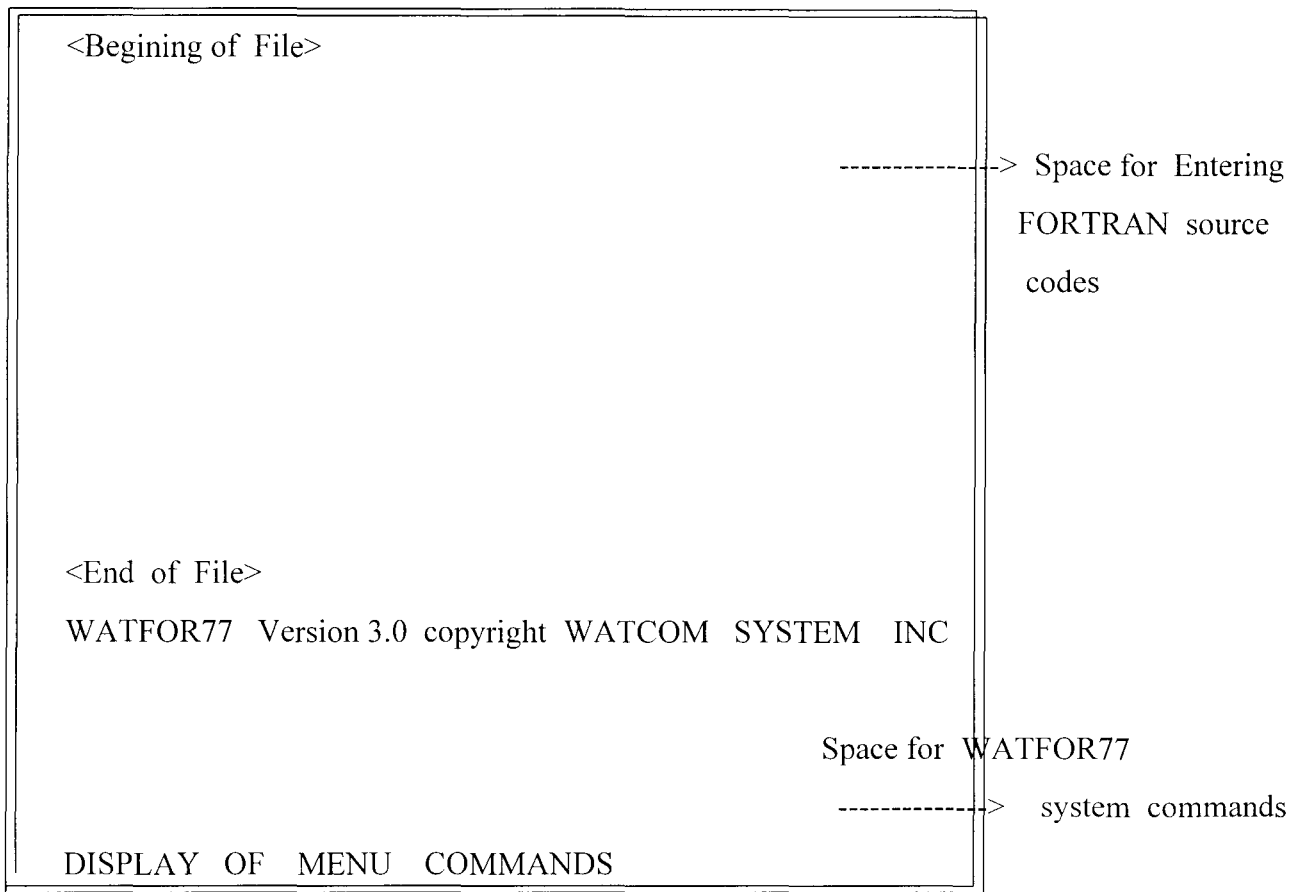 <Begining of File>
----------> Space for Entering
FORTRAN source
codes
<End of File>
WATFOR77 Version 3.0 copyright WATCOM SYSTEM INC
Space for WATFOR77
----------> system commands
DISPLAY OF MENU COMMANDS